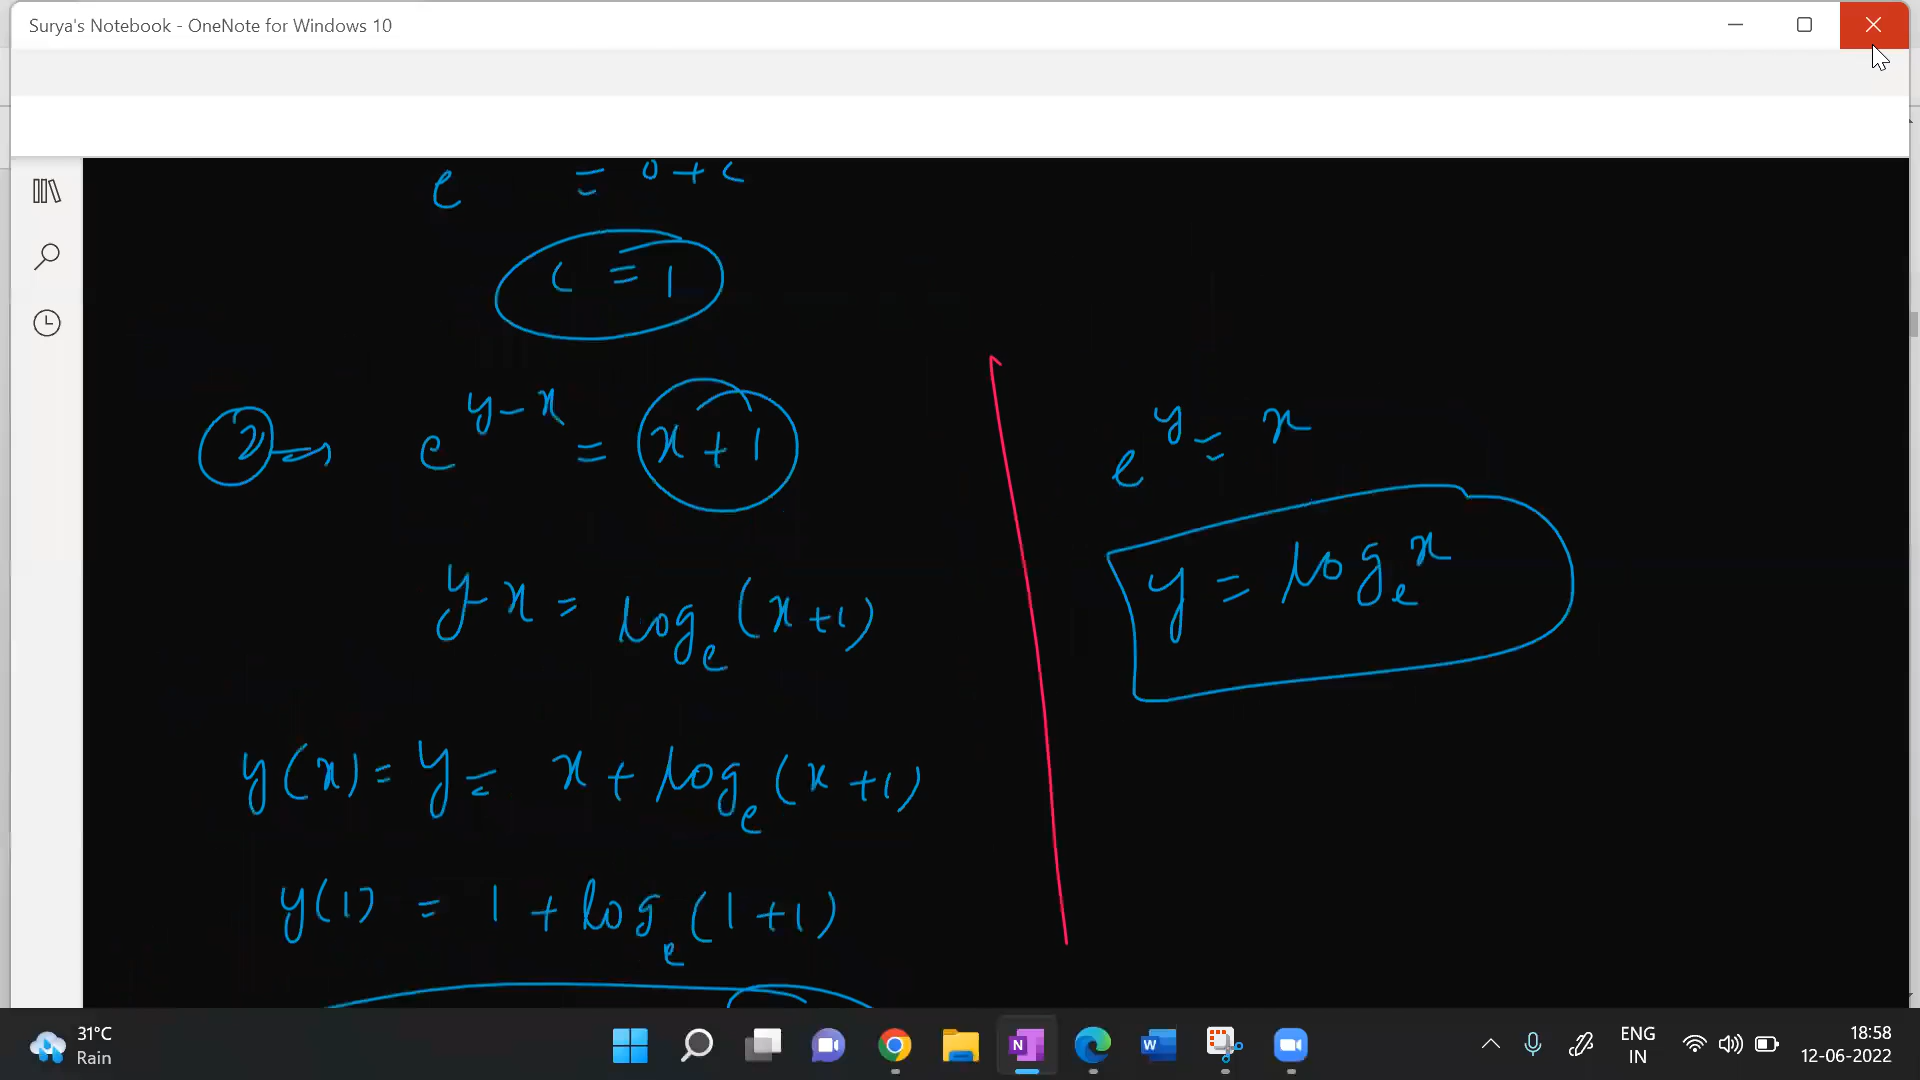 Surya's Notebook - OneNote for Windows 10
e = 0 + c
c = 1
② → e^{y-x} = x + 1
y - x = log_e (x+1)
y(x) = y = x + log_e (x+1)
y(1) = 1 + log_e (1+1)
e^y = x
y = log_e x
31°C
Rain
N
W
ENG
IN
18:58
12-06-2022